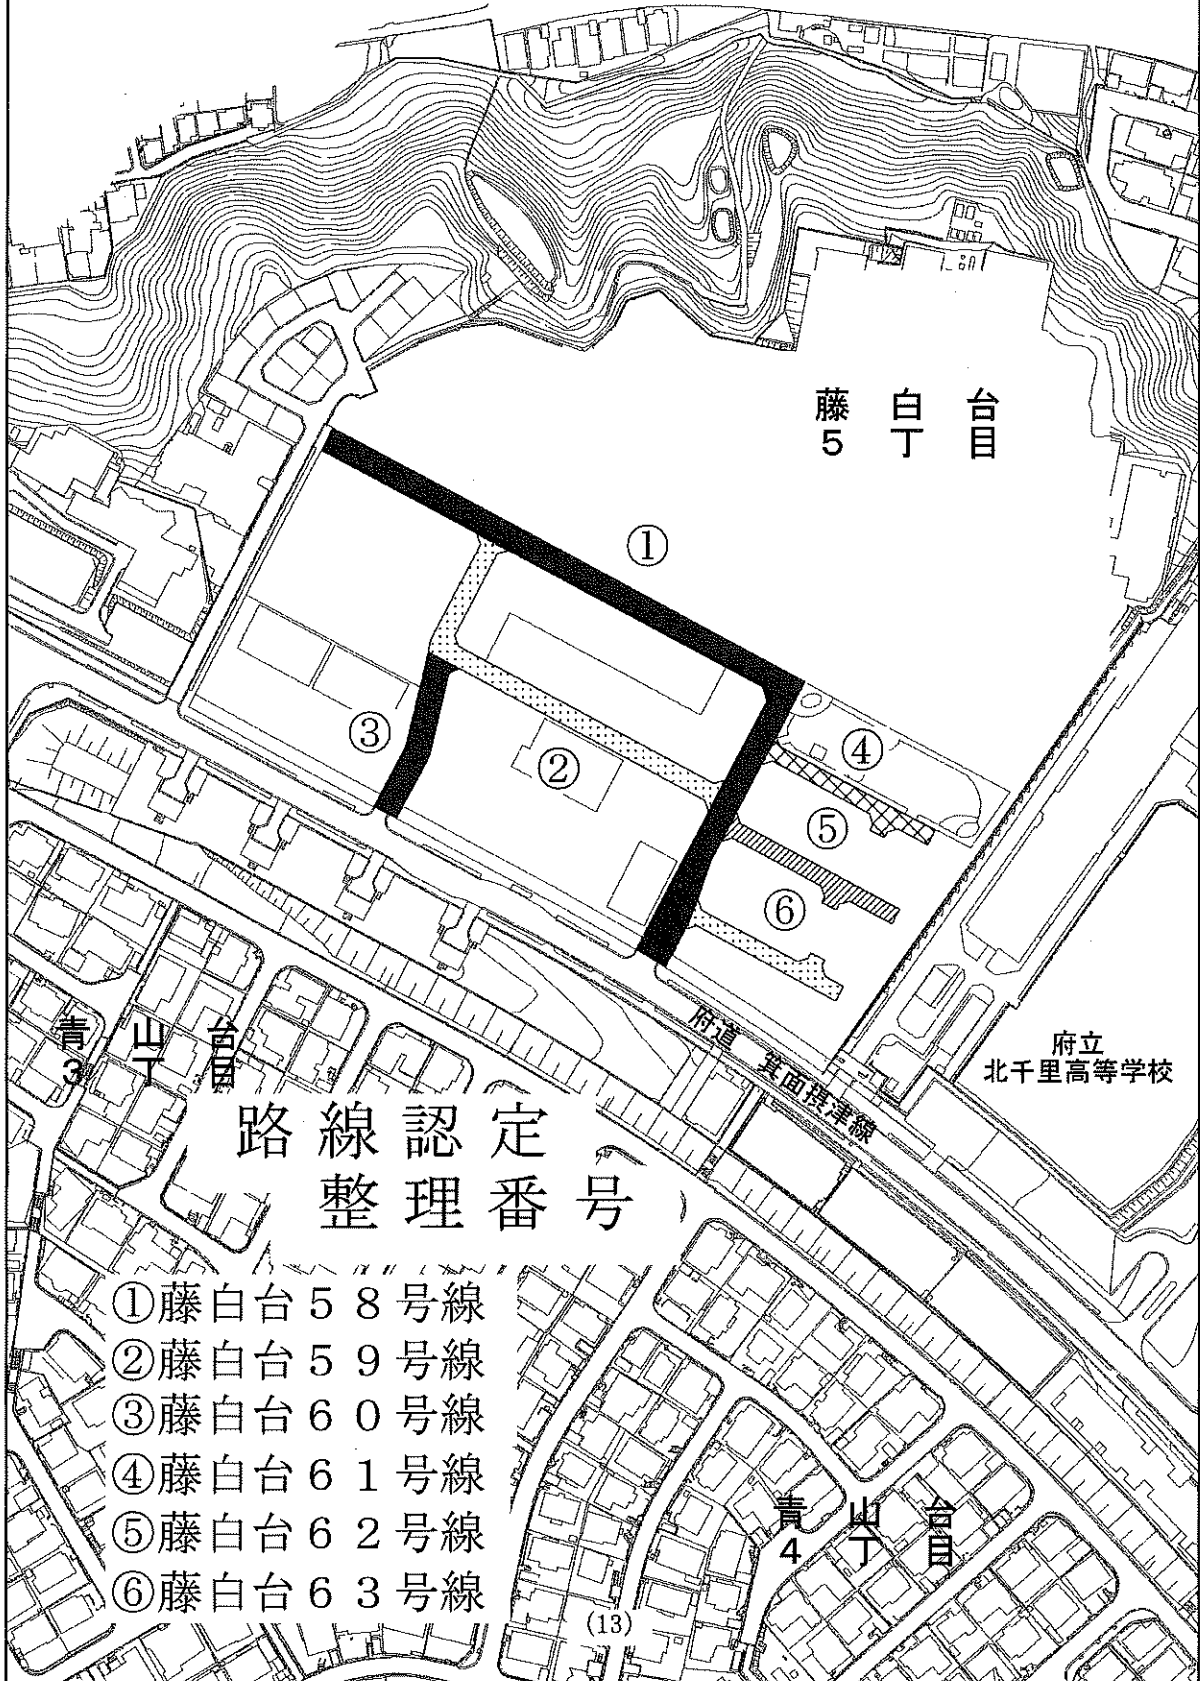 藤白台
5丁目
①
③
②
④
⑤
⑥
府道 箕面摂津線
府立
北千里高等学校
青山台
3丁目
路線認定
整理番号
①藤白台58号線
②藤白台59号線
③藤白台60号線
④藤白台61号線
⑤藤白台62号線
⑥藤白台63号線
青山台
4丁目
(13)